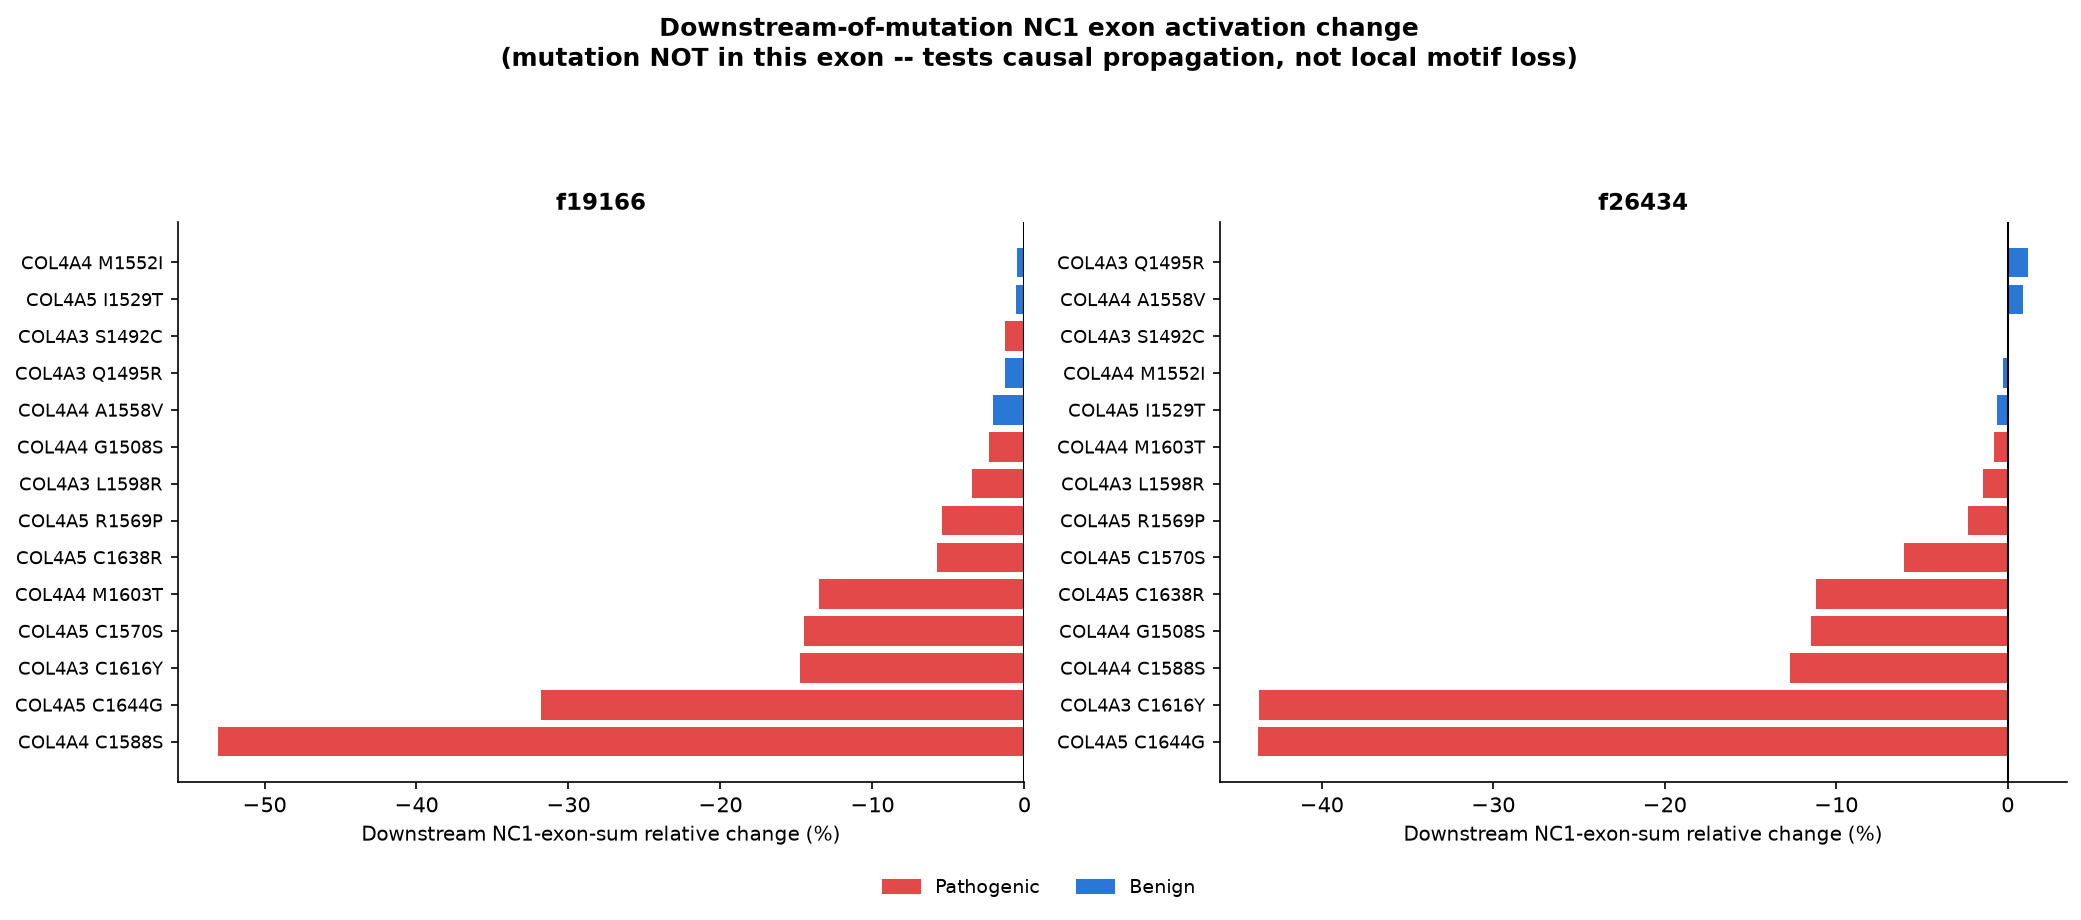 Downstream-of-mutation NC1 exon activation change
(mutation NOT in this exon -- tests causal propagation, not local motif loss)
f19166
COL4A4 M1552I
COL4A5 I1529T
COL4A3 S1492C
COL4A3 Q1495R
COL4A4 A1558V
COL4A4 G1508S
COL4A3 L1598R
COL4A5 R1569P
COL4A5 C1638R
COL4A4 M1603T
COL4A5 C1570S
COL4A3 C1616Y
COL4A5 C1644G
COL4A4 C1588S
−50 −40 −30 −20 −10 0
Downstream NC1-exon-sum relative change (%)
f26434
COL4A3 Q1495R
COL4A4 A1558V
COL4A3 S1492C
COL4A4 M1552I
COL4A5 I1529T
COL4A4 M1603T
COL4A3 L1598R
COL4A5 R1569P
COL4A5 C1570S
COL4A5 C1638R
COL4A4 G1508S
COL4A4 C1588S
COL4A3 C1616Y
COL4A5 C1644G
−40 −30 −20 −10 0
Downstream NC1-exon-sum relative change (%)
Pathogenic Benign